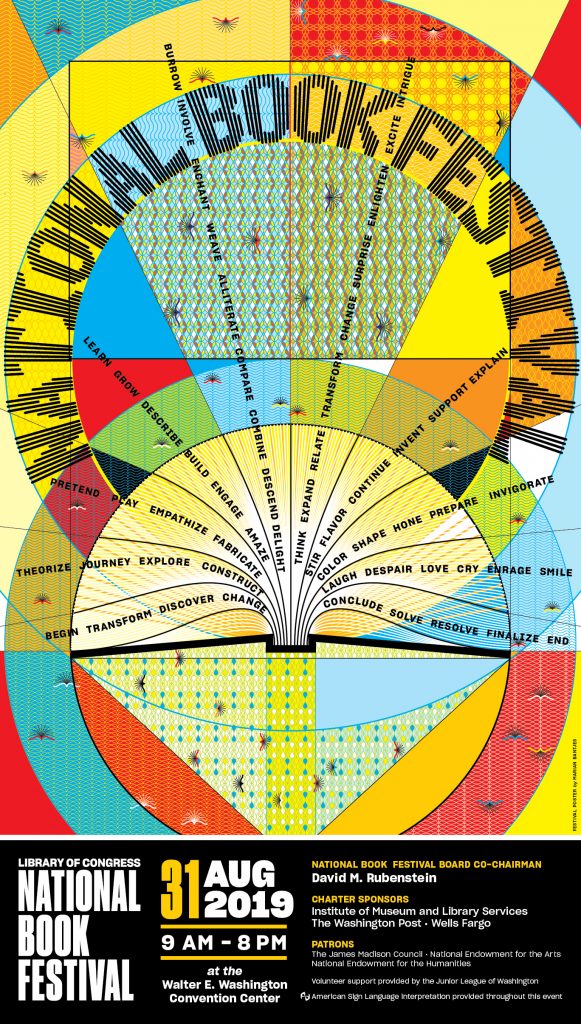 NATIONAL BOOK FESTIVAL
BEGIN TRANSFORM DISCOVER CHANGE
THEORIZE JOURNEY EXPLORE CONSTRUCT
PRETEND PLAY EMPATHIZE FABRICATE
LEARN GROW DESCRIBE BUILD ENGAGE AMAZE
BURROW INVOLVE ENCHANT WEAVE ALLITERATE COMPARE COMBINE DESCEND DELIGHT
THINK EXPAND RELATE TRANSFORM CHANGE SURPRISE ENLIGHTEN EXCITE INTRIGUE
STIR FLAVOR CONTINUE INVENT SUPPORT EXPLAIN
COLOR SHAPE HONE PREPARE INVIGORATE
LAUGH DESPAIR LOVE CRY ENRAGE SMILE
CONCLUDE SOLVE RESOLVE FINALIZE END
FESTIVAL POSTER by MARIAN BANTJES
LIBRARY OF CONGRESS
NATIONAL
BOOK
FESTIVAL
31 AUG
2019
9 AM – 8 PM
at the
Walter E. Washington
Convention Center
NATIONAL BOOK FESTIVAL BOARD CO-CHAIRMAN
David M. Rubenstein
CHARTER SPONSORS
Institute of Museum and Library Services
The Washington Post · Wells Fargo
PATRONS
The James Madison Council · National Endowment for the Arts
National Endowment for the Humanities
Volunteer support provided by the Junior League of Washington
American Sign Language Interpretation provided throughout this event